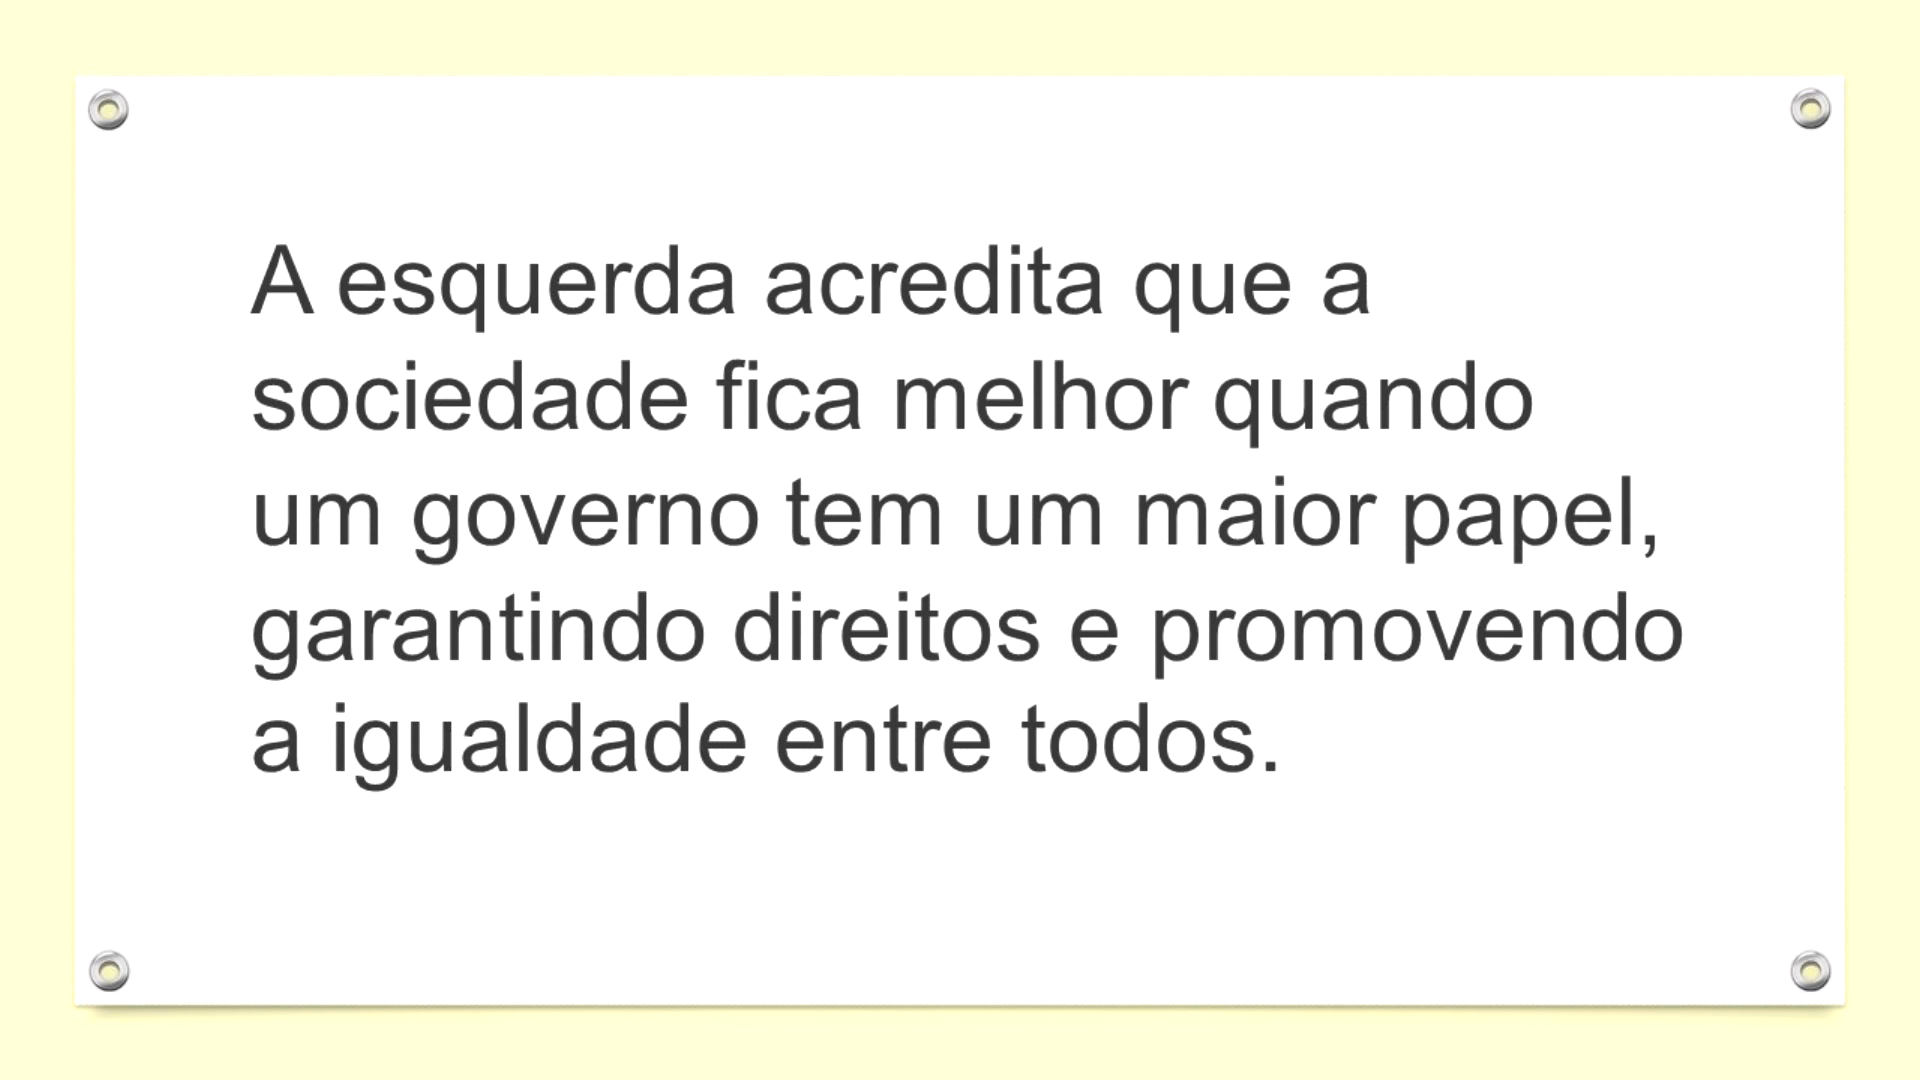 A esquerda acredita que a
sociedade fica melhor quando
um governo tem um maior papel,
garantindo direitos e promovendo
a igualdade entre todos.